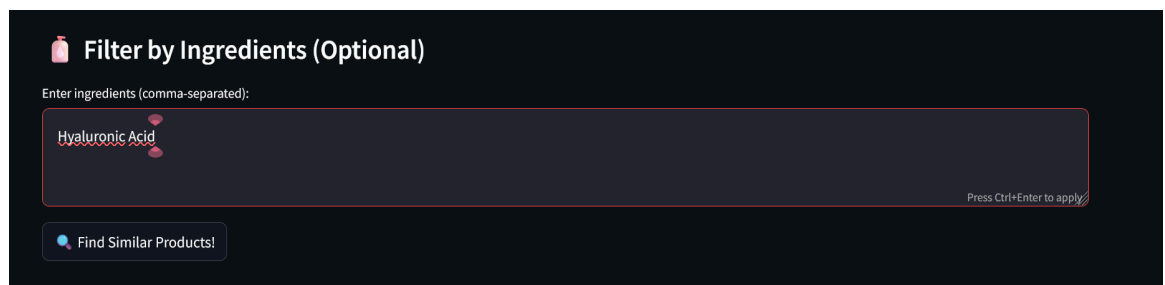 Filter by Ingredients (Optional)
Enter ingredients (comma-separated):
Hyaluronic Acid
Press Ctrl+Enter to apply
Find Similar Products!